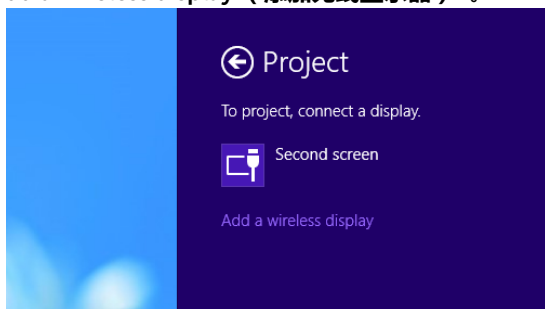 Project
To project, connect a display.
Second screen
Add a wireless display